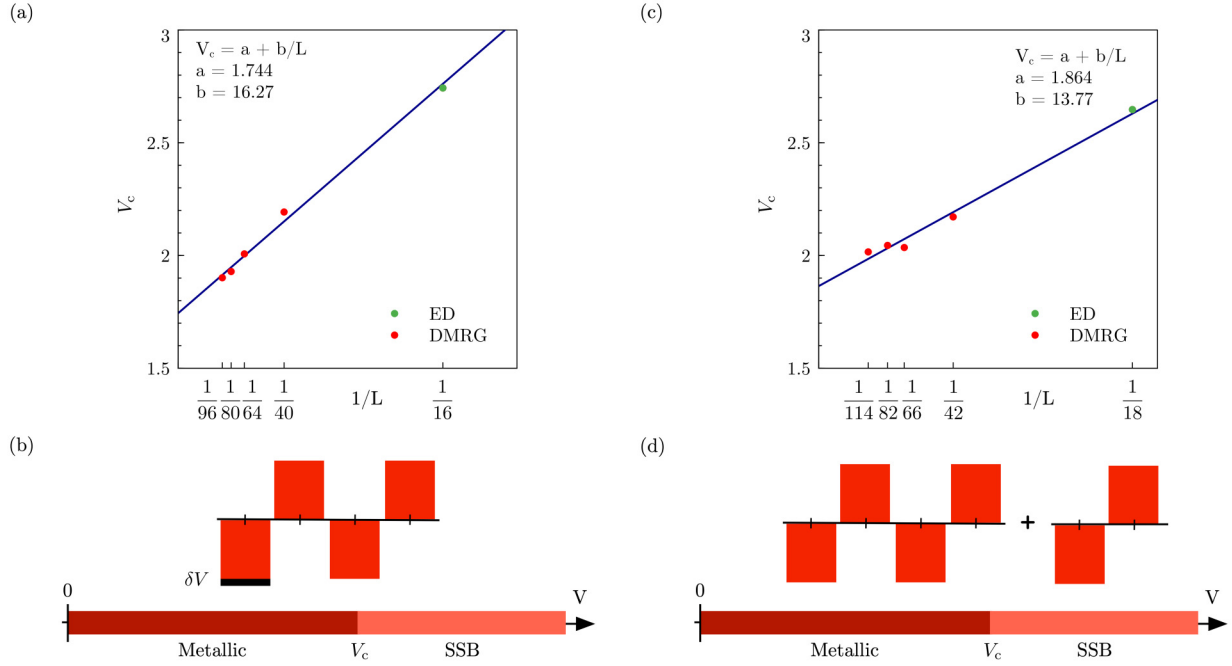 (a)
3
2.5
2
1.5
V_c
V_c = a + b/L
a = 1.744
b = 16.27
ED
DMRG
1/96 1/80 1/64 1/40 1/L 1/16
(b)
δV
0
V
Metallic V_c SSB
(c)
3
2.5
2
1.5
V_c
V_c = a + b/L
a = 1.864
b = 13.77
ED
DMRG
1/114 1/82 1/66 1/42 1/L 1/18
(d)
+
0
V
Metallic V_c SSB